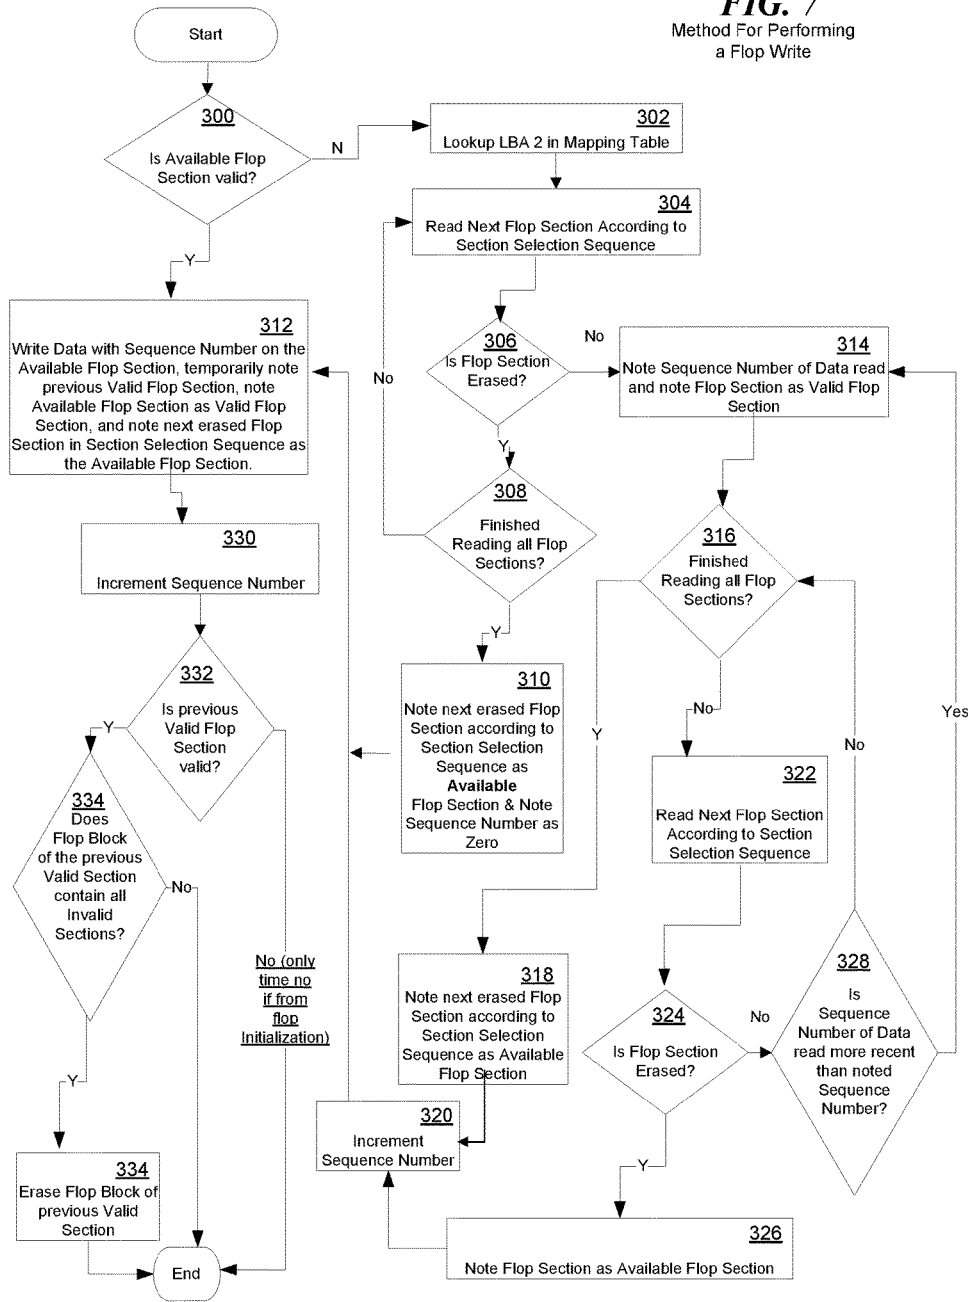 FIG. 7
Method For Performing
a Flop Write
Start
300
Is Available Flop
Section valid?
N
302
Lookup LBA 2 in Mapping Table
304
Read Next Flop Section According to
Section Selection Sequence
Y
312
Write Data with Sequence Number on the
Available Flop Section, temporarily note
previous Valid Flop Section, note
Available Flop Section as Valid Flop
Section, and note next erased Flop
Section in Section Selection Sequence as
the Available Flop Section.
No
306
Is Flop Section
Erased?
No
314
Note Sequence Number of Data read
and note Flop Section as Valid Flop
Section
Y
308
Finished
Reading all Flop
Sections?
316
Finished
Reading all Flop
Sections?
330
Increment Sequence Number
Y
310
Note next erased Flop
Section according to
Section Selection
Sequence as
Available
Flop Section & Note
Sequence Number as
Zero
332
Is previous
Valid Flop
Section
valid?
Y
Y
No
No
Yes
322
Read Next Flop Section
According to Section
Selection Sequence
334
Does
Flop Block
of the previous
Valid Section
contain all
Invalid
Sections?
No
No (only
time no
if from
flop
Initialization)
318
Note next erased Flop
Section according to
Section Selection
Sequence as Available
Flop Section
324
Is Flop Section
Erased?
No
328
Is
Sequence
Number of Data
read more recent
than noted
Sequence
Number?
Y
320
Increment
Sequence Number
Y
334
Erase Flop Block of
previous Valid
Section
326
Note Flop Section as Available Flop Section
End